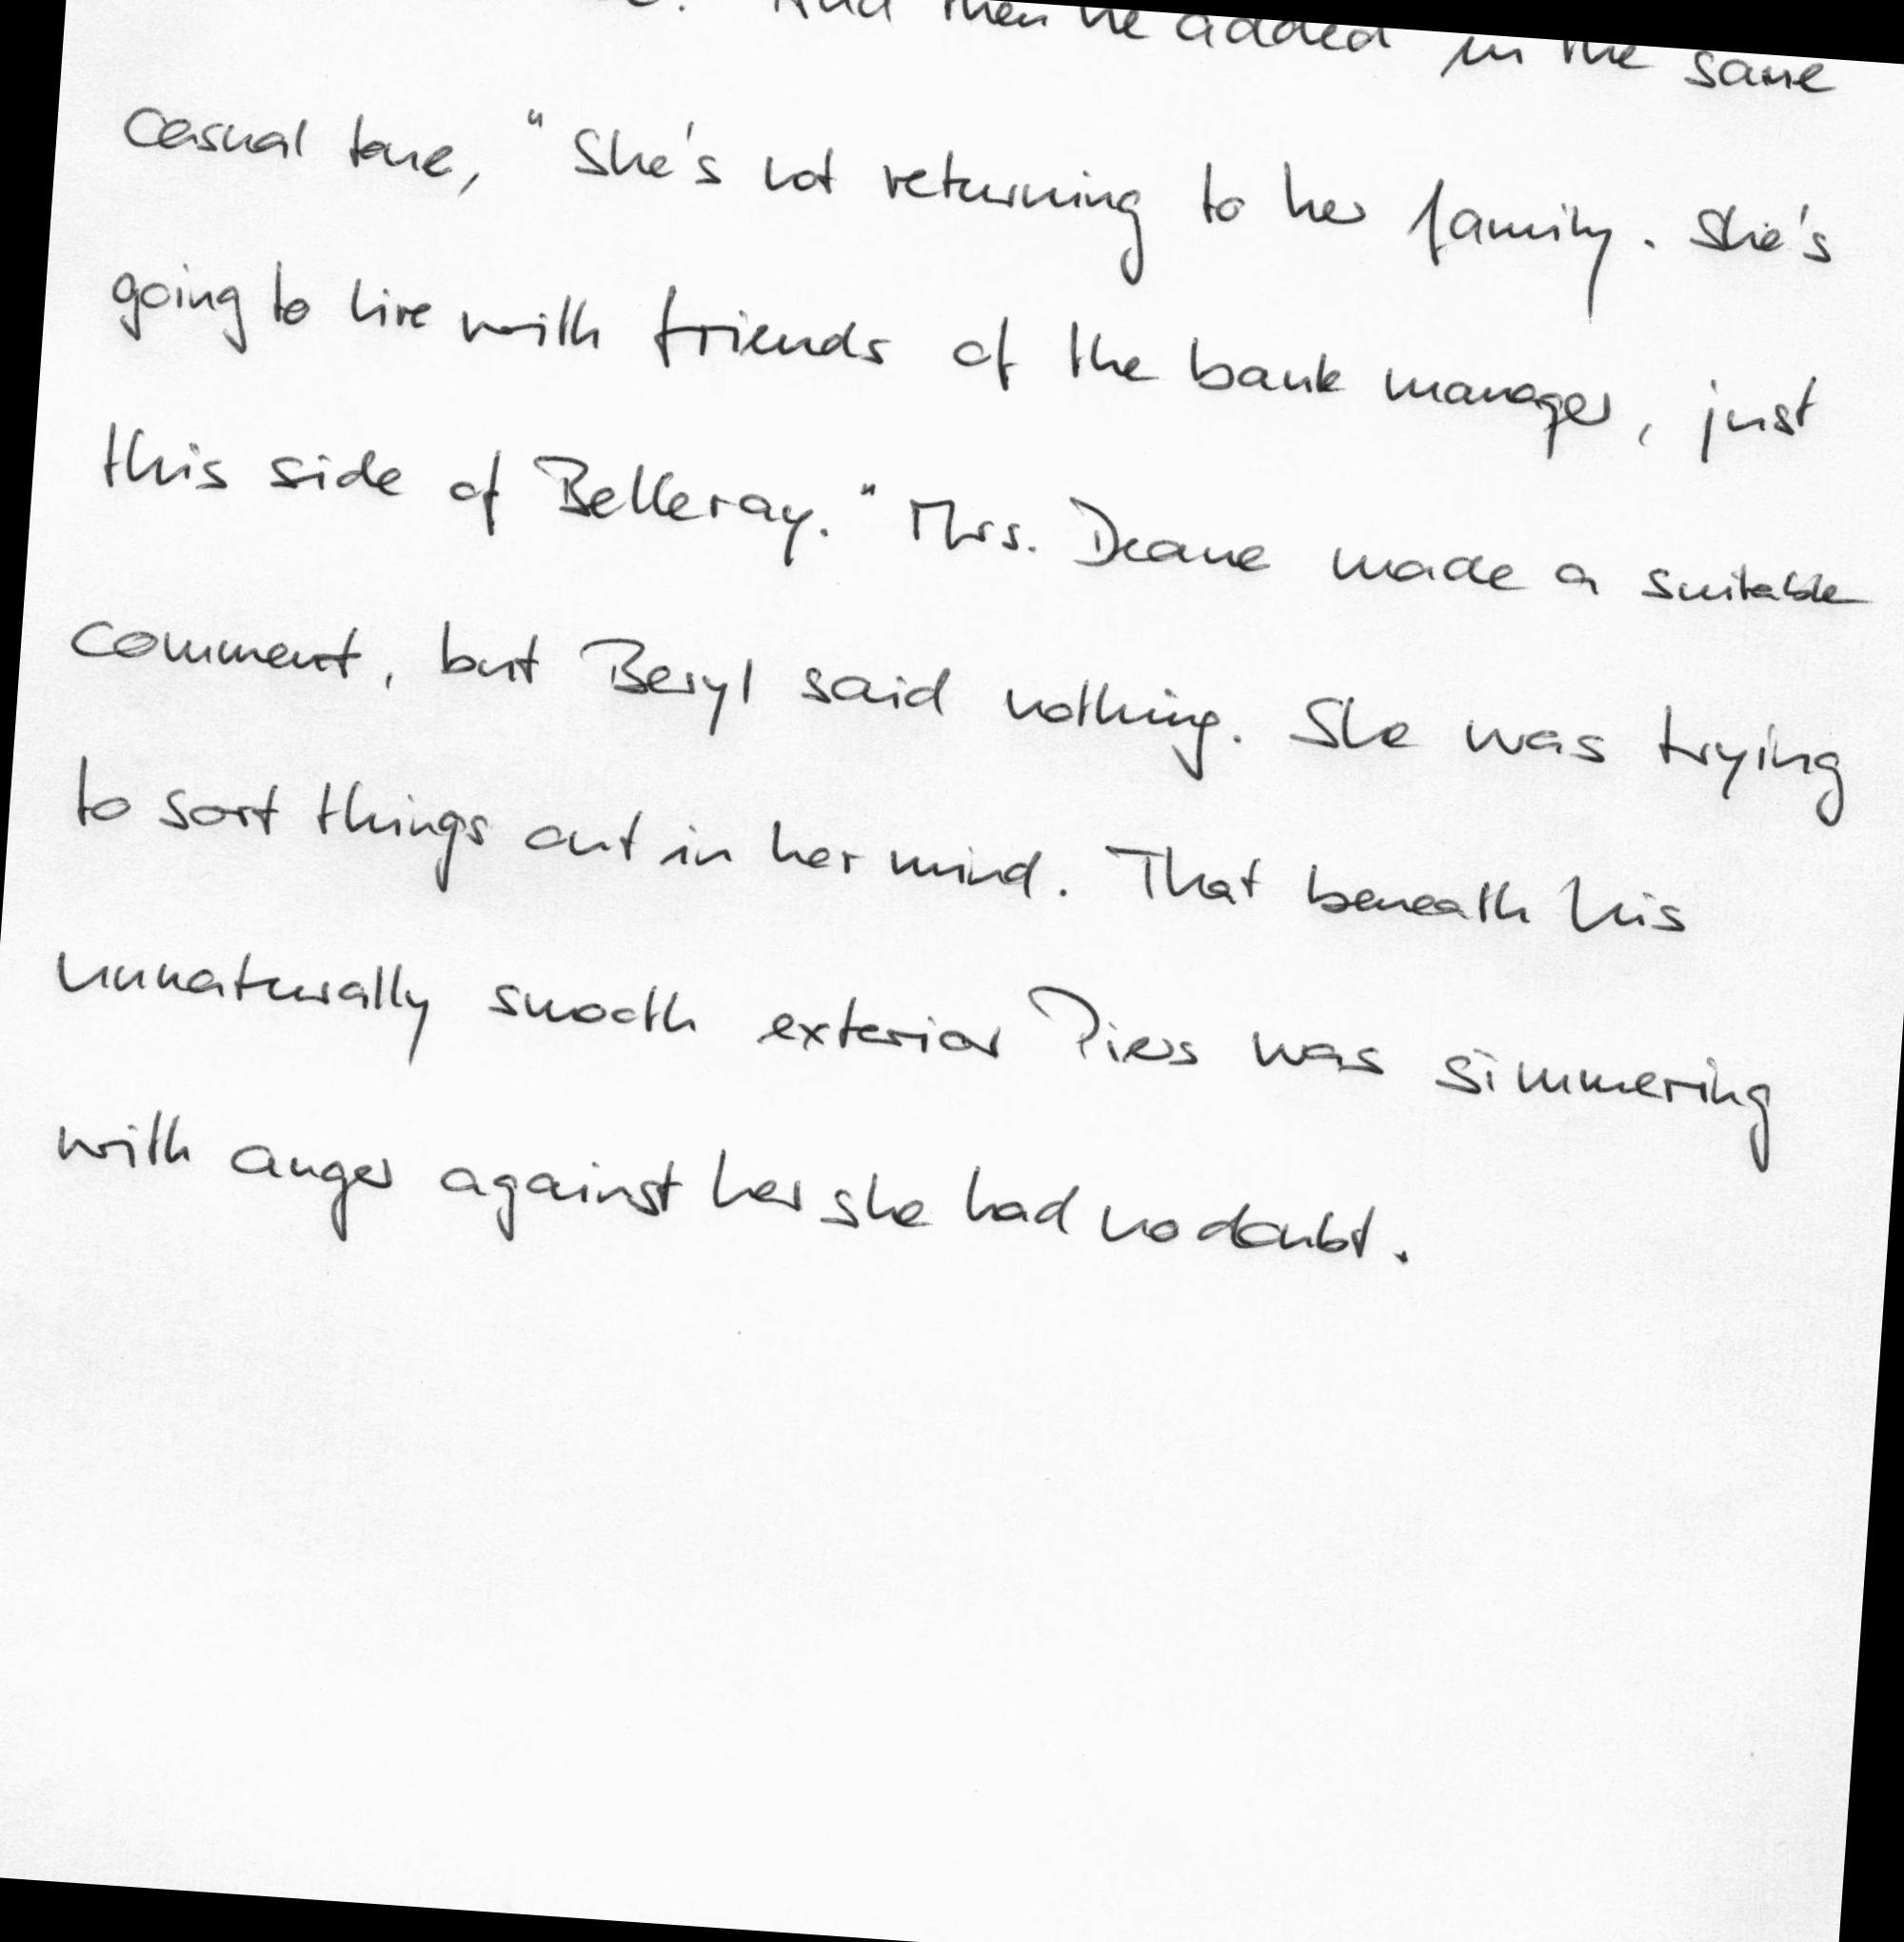 And then he added in the same
casual tone, "She's not returning to her family. She's
going to live with friends of the bank manager, just
this side of Belleray." Mrs. Deane made a suitable
comment, but Beryl said nothing. She was trying
to sort things out in her mind. That beneath his
unnaturally smooth exterior Piers was simmering
with anger against her she had no doubt.